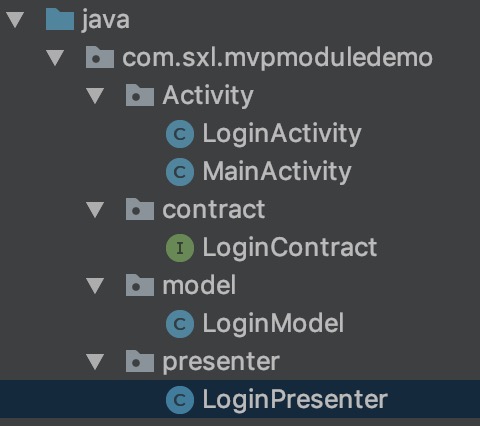 java
com.sxl.mvpmoduledemo
Activity
C LoginActivity
C MainActivity
contract
I LoginContract
model
C LoginModel
presenter
C LoginPresenter